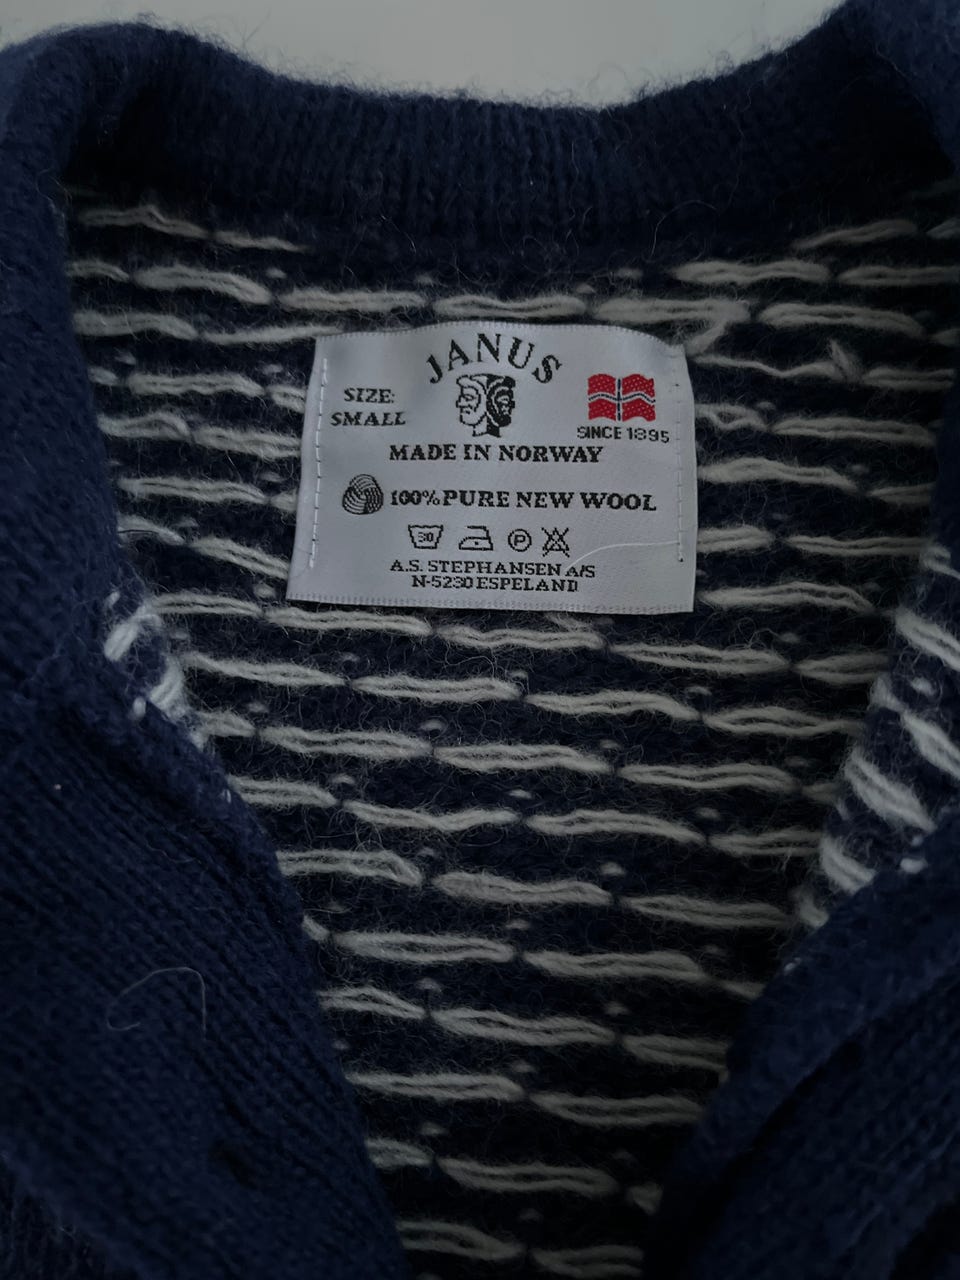 JANUS
SIZE:
SMALL
SINCE 1895
MADE IN NORWAY
100% PURE NEW WOOL
30 P
A.S. STEPHANSEN A/S
N-5230 ESPELAND